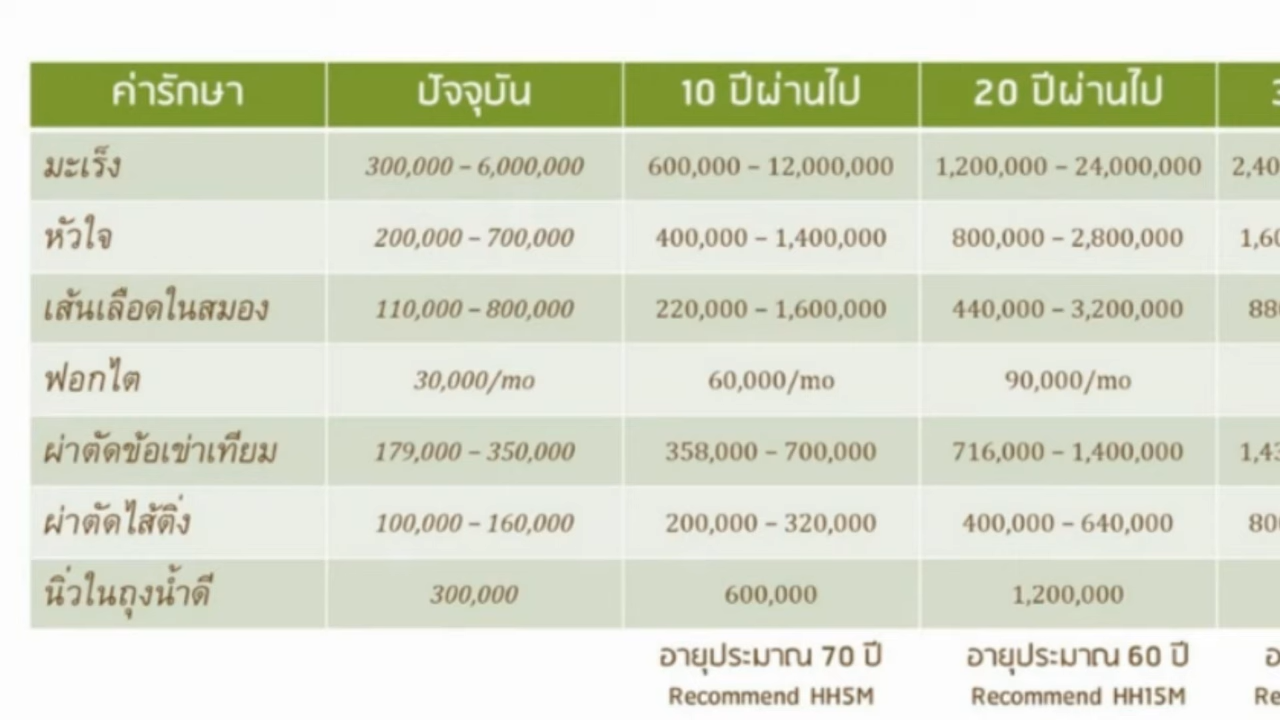 ค่ารักษา ปัจจุบัน 10 ปีผ่านไป 20 ปีผ่านไป
มะเร็ง 300,000 – 6,000,000 600,000 – 12,000,000 1,200,000 – 24,000,000 2,40
หัวใจ 200,000 – 700,000 400,000 – 1,400,000 800,000 – 2,800,000 1,60
เส้นเลือดในสมอง 110,000 – 800,000 220,000 – 1,600,000 440,000 – 3,200,000 88
ฟอกไต 30,000/mo 60,000/mo 90,000/mo
ผ่าตัดข้อเข่าเทียม 179,000 – 350,000 358,000 – 700,000 716,000 – 1,400,000 1,43
ผ่าตัดไส้ติ่ง 100,000 – 160,000 200,000 – 320,000 400,000 – 640,000 80
นิ่วในถุงน้ำดี 300,000 600,000 1,200,000
อายุประมาณ 70 ปี อายุประมาณ 60 ปี อ
Recommend HH5M Recommend HH15M Re